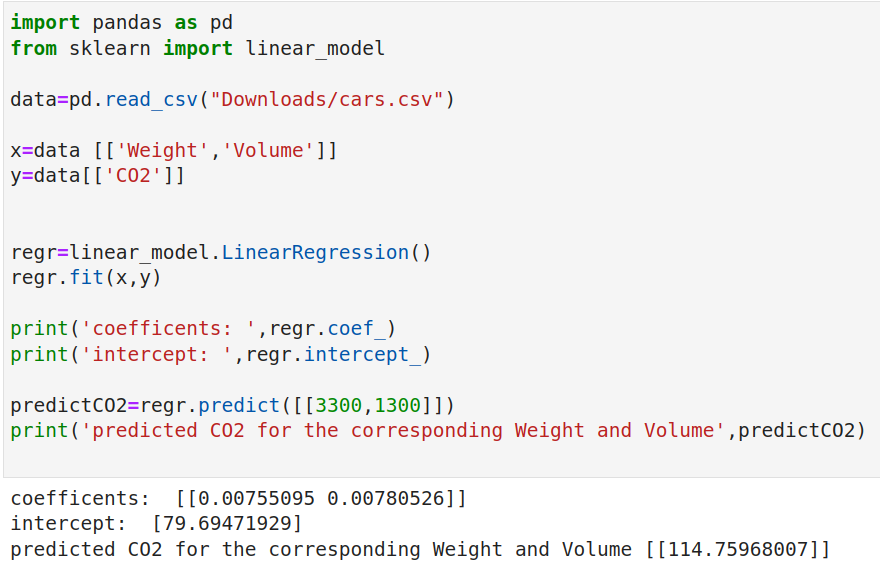 import pandas as pd
from sklearn import linear_model
data=pd.read_csv("Downloads/cars.csv")
x=data [['Weight','Volume']]
y=data[['CO2']]
regr=linear_model.LinearRegression()
regr.fit(x,y)
print('coefficents: ',regr.coef_)
print('intercept: ',regr.intercept_)
predictCO2=regr.predict([[3300,1300]])
print('predicted CO2 for the corresponding Weight and Volume',predictCO2)
coefficents:  [[0.00755095 0.00780526]]
intercept:  [79.69471929]
predicted CO2 for the corresponding Weight and Volume [[114.75968007]]